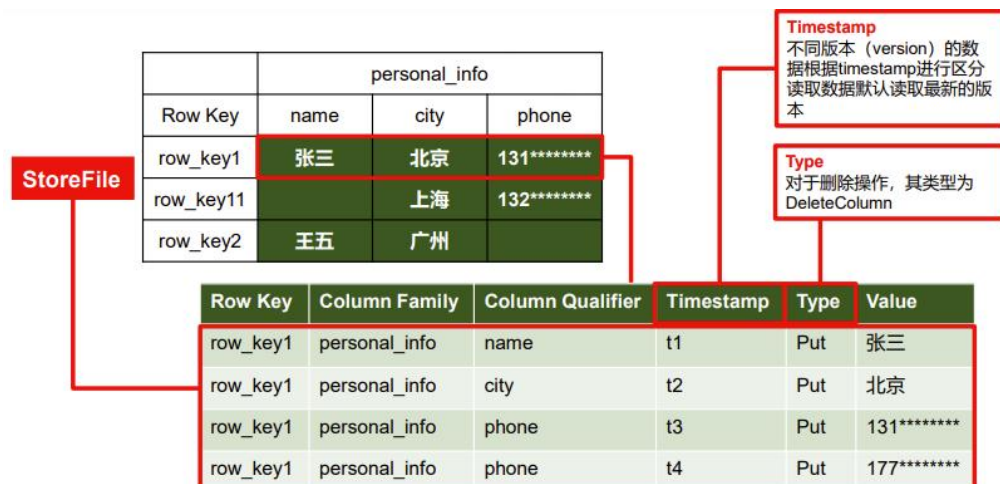 Timestamp
不同版本（version）的数
据根据timestamp进行区分
读取数据默认读取最新的版
本
personal_info
Row Key name city phone
row_key1 张三 北京 131********
row_key11 上海 132********
row_key2 王五 广州
StoreFile
Type
对于删除操作，其类型为
DeleteColumn
Row Key Column Family Column Qualifier Timestamp Type Value
row_key1 personal_info name t1 Put 张三
row_key1 personal_info city t2 Put 北京
row_key1 personal_info phone t3 Put 131********
row_key1 personal_info phone t4 Put 177********